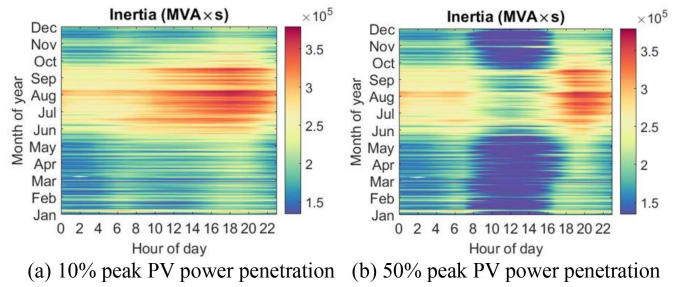 Inertia (MVA×s)
×10⁵
Dec
Nov
Oct
Sep
Aug
Jul
Jun
May
Apr
Mar
Feb
Jan
Month of year
0 2 4 6 8 10 12 14 16 18 20 22
Hour of day
3.5
3
2.5
2
1.5
(a) 10% peak PV power penetration
Inertia (MVA×s)
×10⁵
Dec
Nov
Oct
Sep
Aug
Jul
Jun
May
Apr
Mar
Feb
Jan
Month of year
0 2 4 6 8 10 12 14 16 18 20 22
Hour of day
3.5
3
2.5
2
1.5
(b) 50% peak PV power penetration